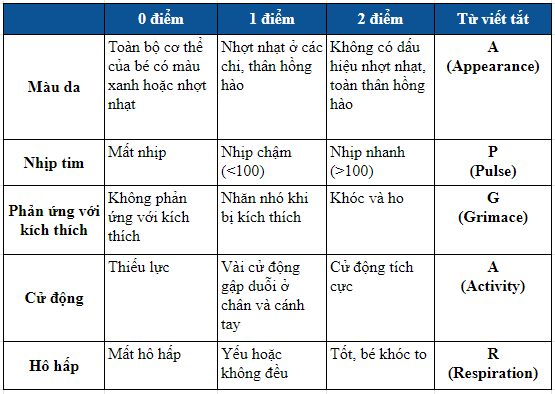 0 điểm 1 điểm 2 điểm Từ viết tắt
Màu da
Toàn bộ cơ thể
của bé có màu
xanh hoặc nhợt
nhạt
Nhợt nhạt ở các
chi, thân hồng
hào
Không có dấu
hiệu nhợt nhạt,
toàn thân hồng
hào
A
(Appearance)
Nhịp tim
Mất nhịp
Nhịp chậm
(<100)
Nhịp nhanh
(>100)
P
(Pulse)
Phản ứng với
kích thích
Không phản
ứng với kích
thích
Nhăn nhó khi
bị kích thích
Khóc và ho
G
(Grimace)
Cử động
Thiếu lực
Vài cử động
gập duỗi ở
chân và cánh
tay
Cử động tích
cực
A
(Activity)
Hô hấp
Mất hô hấp
Yếu hoặc
không đều
Tốt, bé khóc to
R
(Respiration)